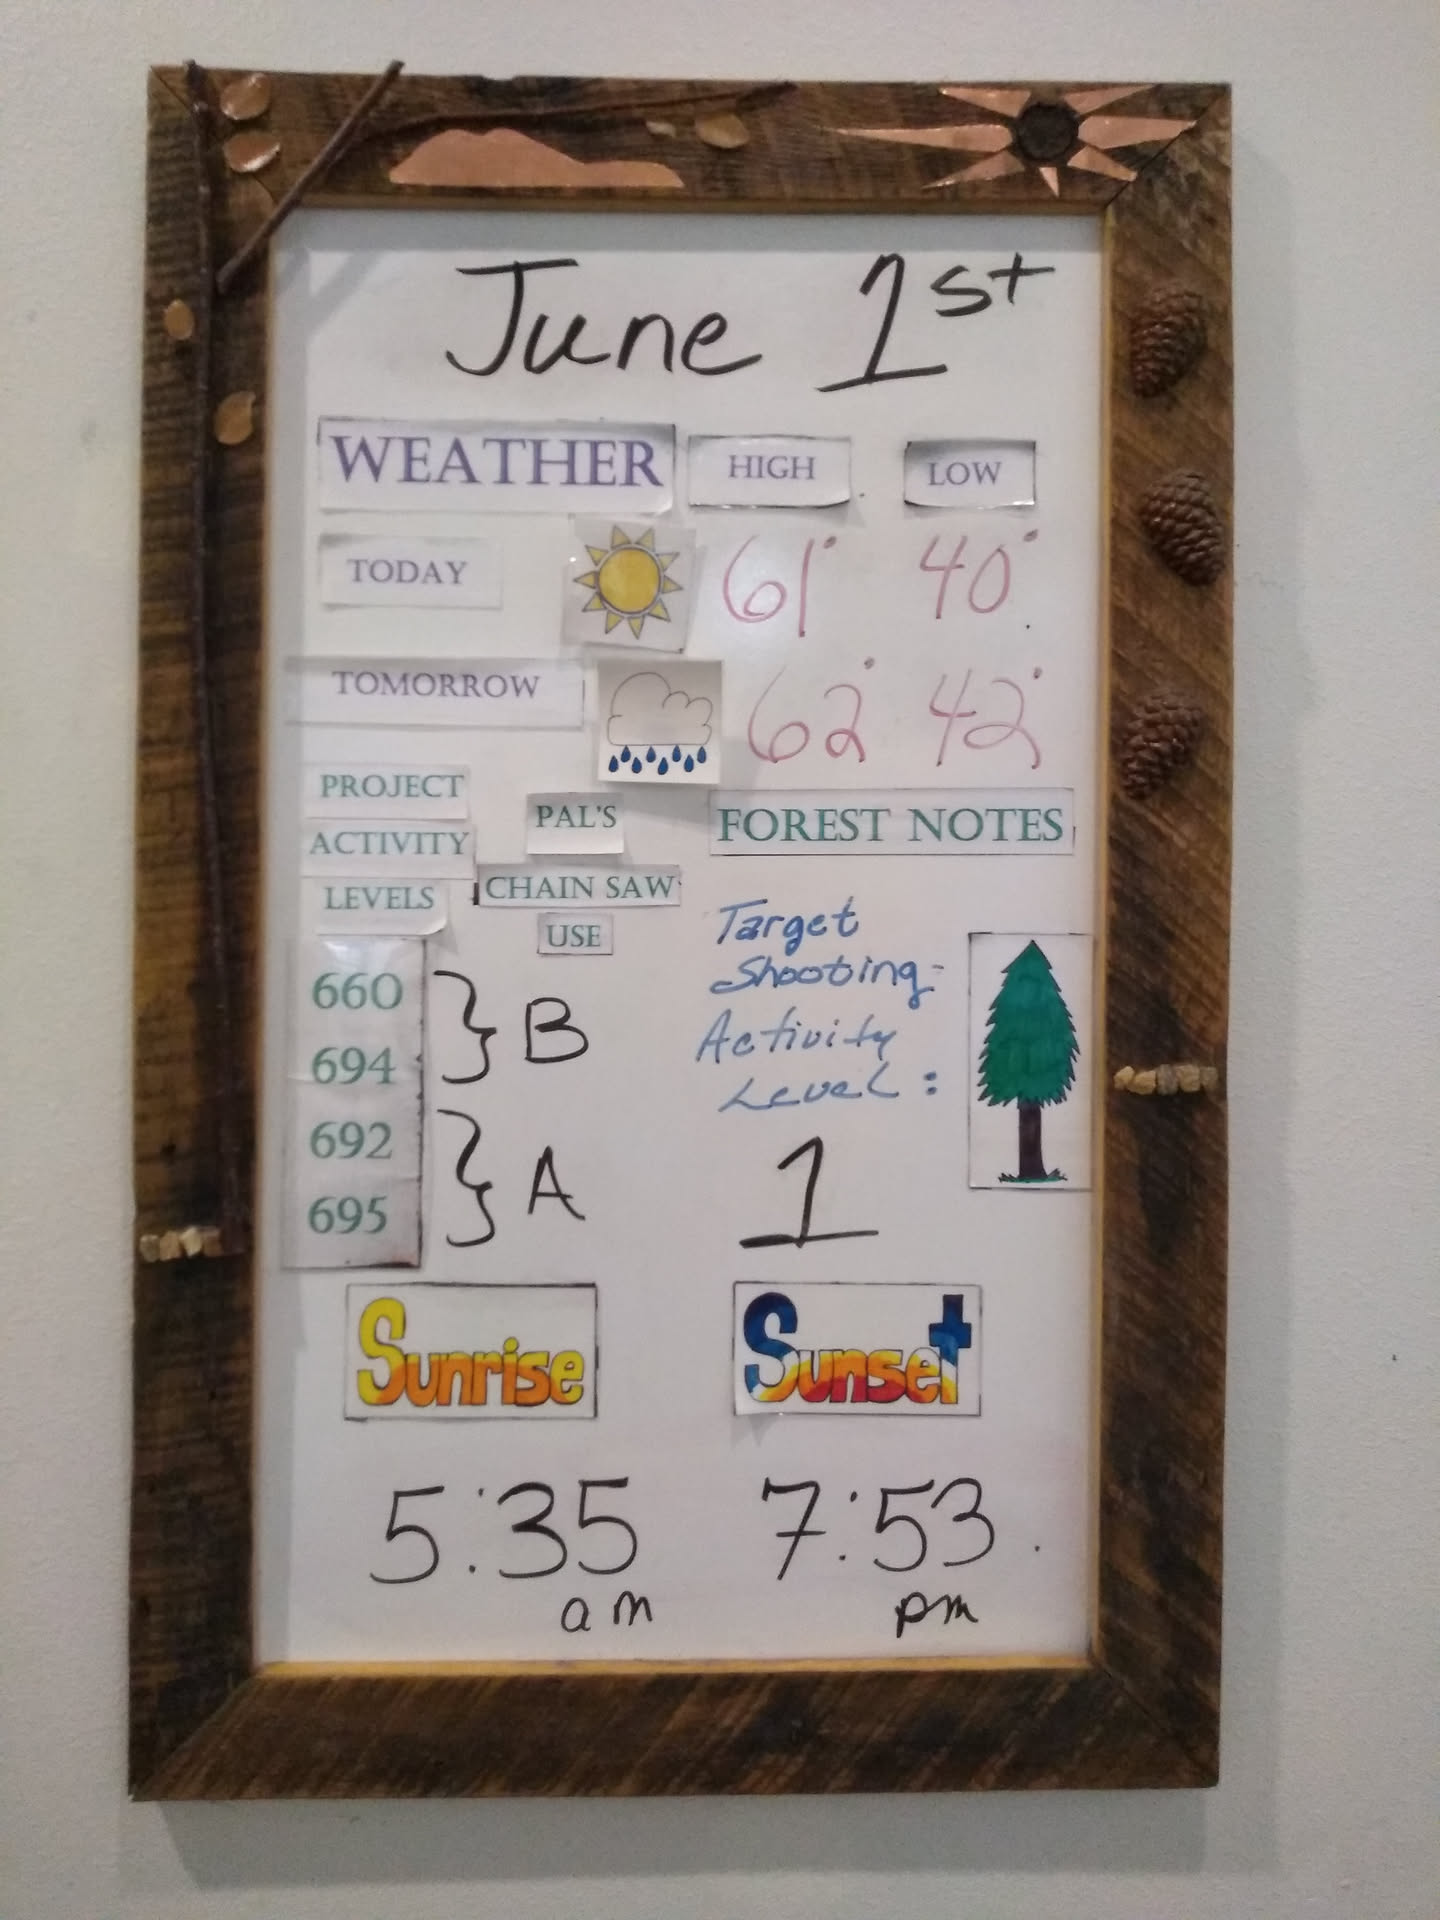 June 1st
WEATHER HIGH LOW
TODAY 61° 40°
TOMORROW 62° 42°
PROJECT
ACTIVITY
LEVELS
PAL'S
CHAIN SAW
USE
660
694
} B
692
695
} A
FOREST NOTES
Target
Shooting-
Activity
Level:
1
Sunrise
5:35
am
Sunset
7:53
pm